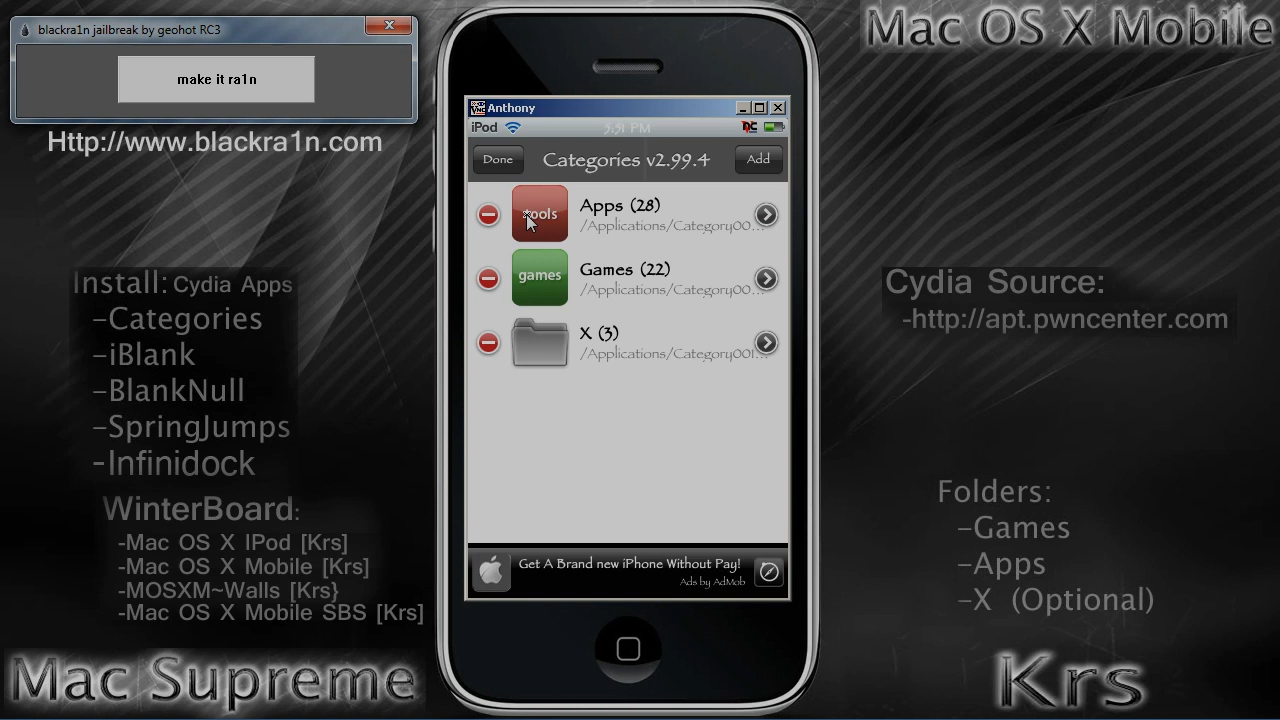 blackra1n jailbreak by geohot RC3
make it ra1n
Http://www.blackra1n.com
Install: Cydia Apps
-Categories
-iBlank
-BlankNull
-SpringJumps
-Infinidock
WinterBoard:
-Mac OS X IPod [Krs]
-Mac OS X Mobile [Krs]
-MOSXM~Walls [Krs}
-Mac OS X Mobile SBS [Krs]
Mac Supreme
Anthony
iPod
5:51 PM
Done
Categories v2.99.4
Add
tools
Apps (28)
/Applications/Category00...
games
Games (22)
/Applications/Category00...
X (3)
/Applications/Category001...
Get A Brand new iPhone Without Pay!
Ads by AdMob
Mac OS X Mobile
Cydia Source:
-http://apt.pwncenter.com
Folders:
-Games
-Apps
-X (Optional)
Krs